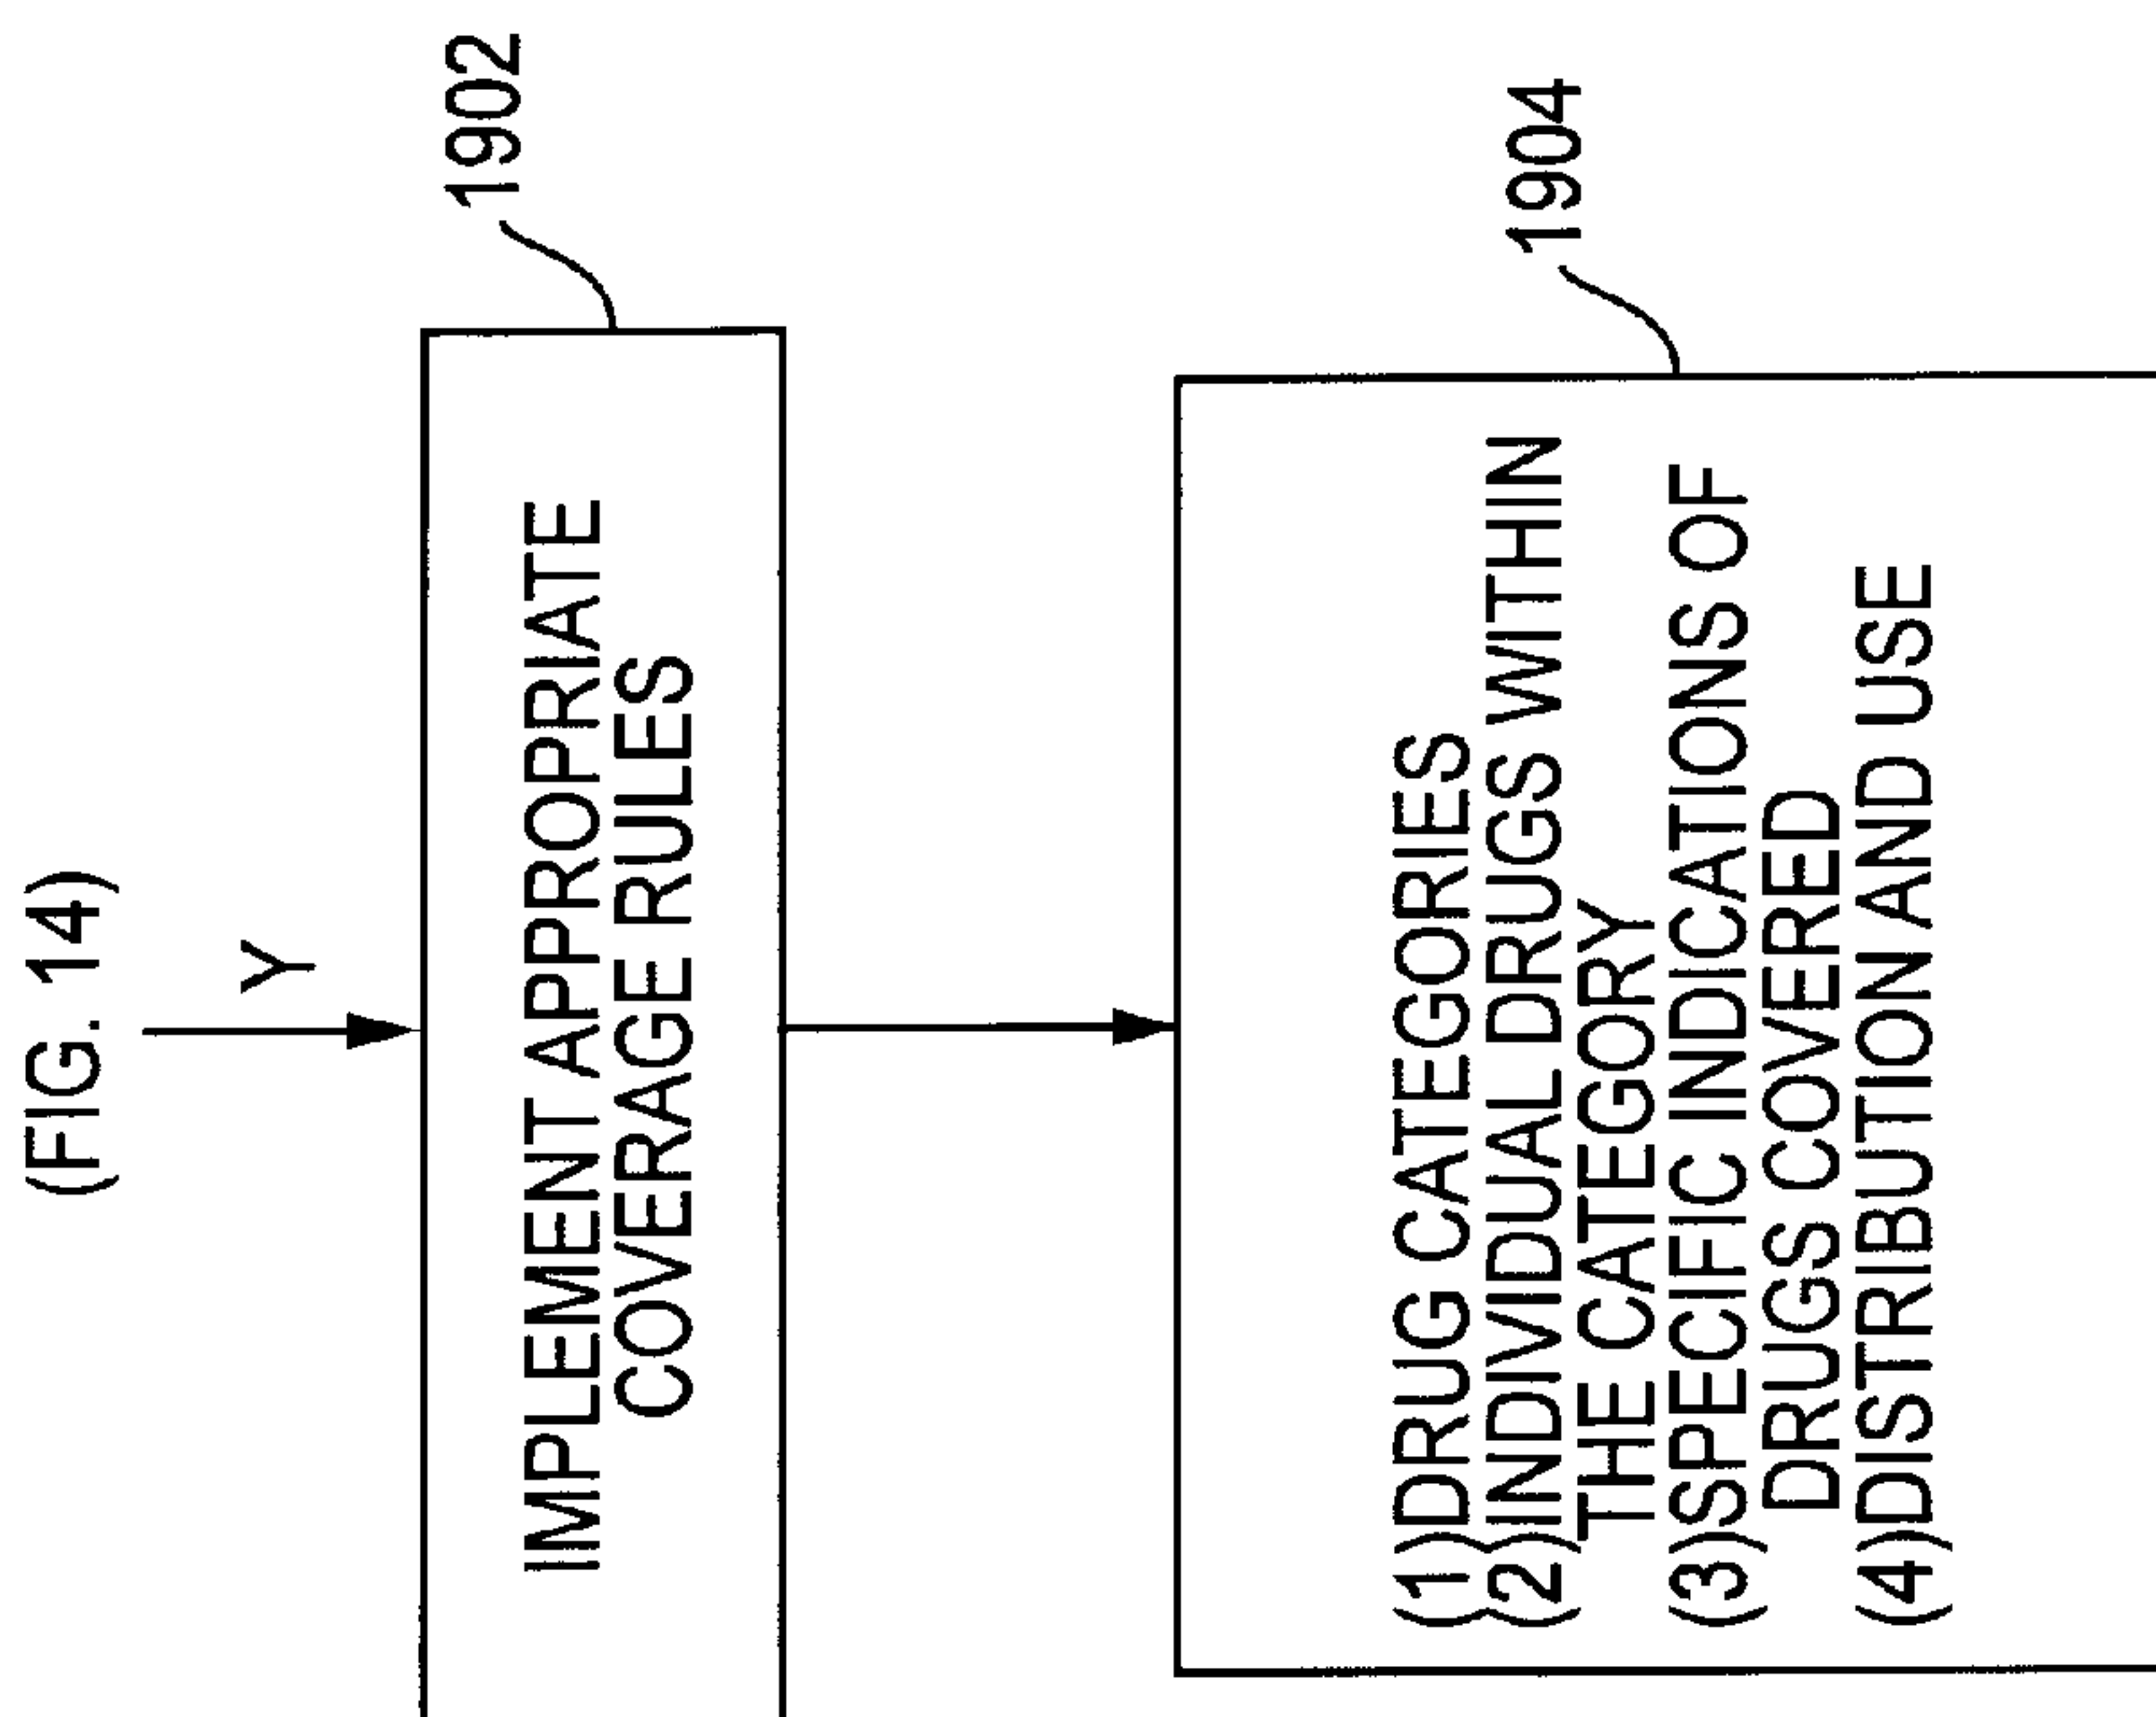 (FIG. 14)
Y
1902
IMPLEMENT APPROPRIATE
COVERAGE RULES
1904
(1)DRUG CATEGORIES
(2)INDIVIDUAL DRUGS WITHIN
THE CATEGORY
(3)SPECIFIC INDICATIONS OF
DRUGS COVERED
(4)DISTRIBUTION AND USE